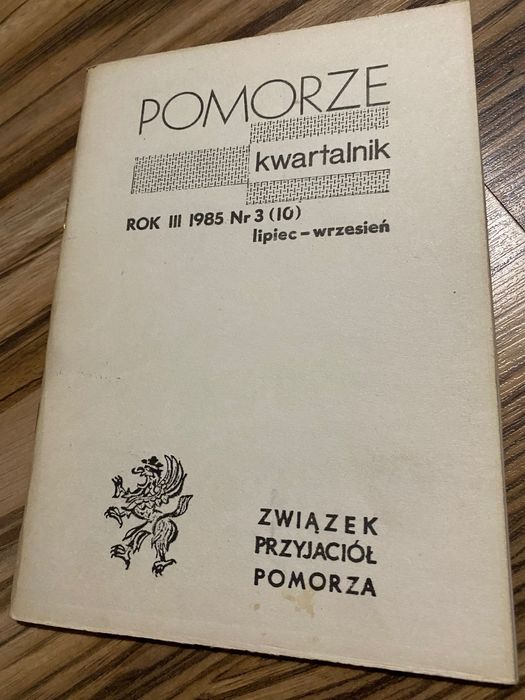 POMORZE
kwartalnik
ROK III 1985 Nr 3 (10)
lipiec – wrzesień
ZWIĄZEK
PRZYJACIÓŁ
POMORZA